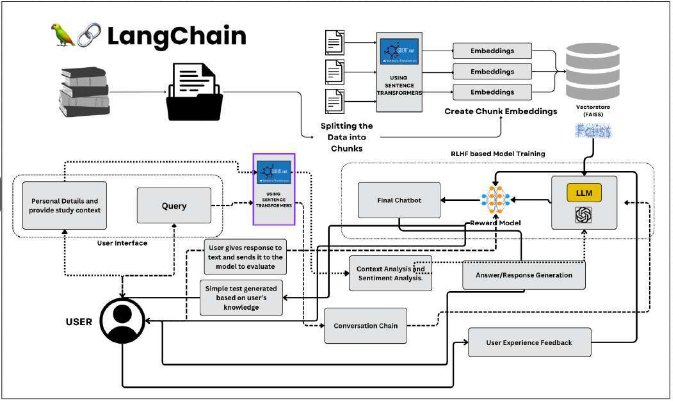 LangChain
USING
SENTENCE
TRANSFORMERS
Embeddings
Embeddings
Embeddings
Splitting the
Data into
Chunks
Create Chunk Embeddings
Vectorstore
(FAISS)
Faiss
RLHF based Model Training
Personal Details and
provide study context
Query
User Interface
USING
SENTENCE
TRANSFORMERS
Final Chatbot
Reward Model
LLM
User gives response to
text and sends it to the
model to evaluate
Simple test generated
based on user's
knowledge
Context Analysis and
Sentiment Analysis.
Answer/Response Generation
USER
Conversation Chain
User Experience Feedback